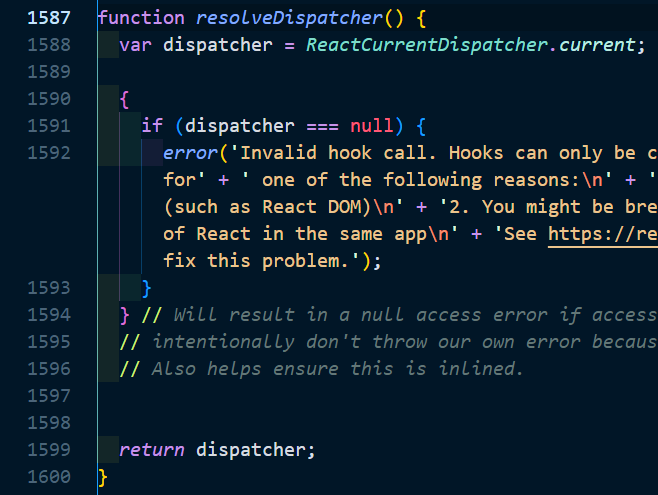 1587 function resolveDispatcher() {
1588 var dispatcher = ReactCurrentDispatcher.current;
1589
1590 {
1591 if (dispatcher === null) {
1592 error('Invalid hook call. Hooks can only be c
for' + ' one of the following reasons:\n' + '
(such as React DOM)\n' + '2. You might be bre
of React in the same app\n' + 'See https://re
fix this problem.');
1593 }
1594 } // Will result in a null access error if access
1595 // intentionally don't throw our own error becau
1596 // Also helps ensure this is inlined.
1597
1598
1599 return dispatcher;
1600 }